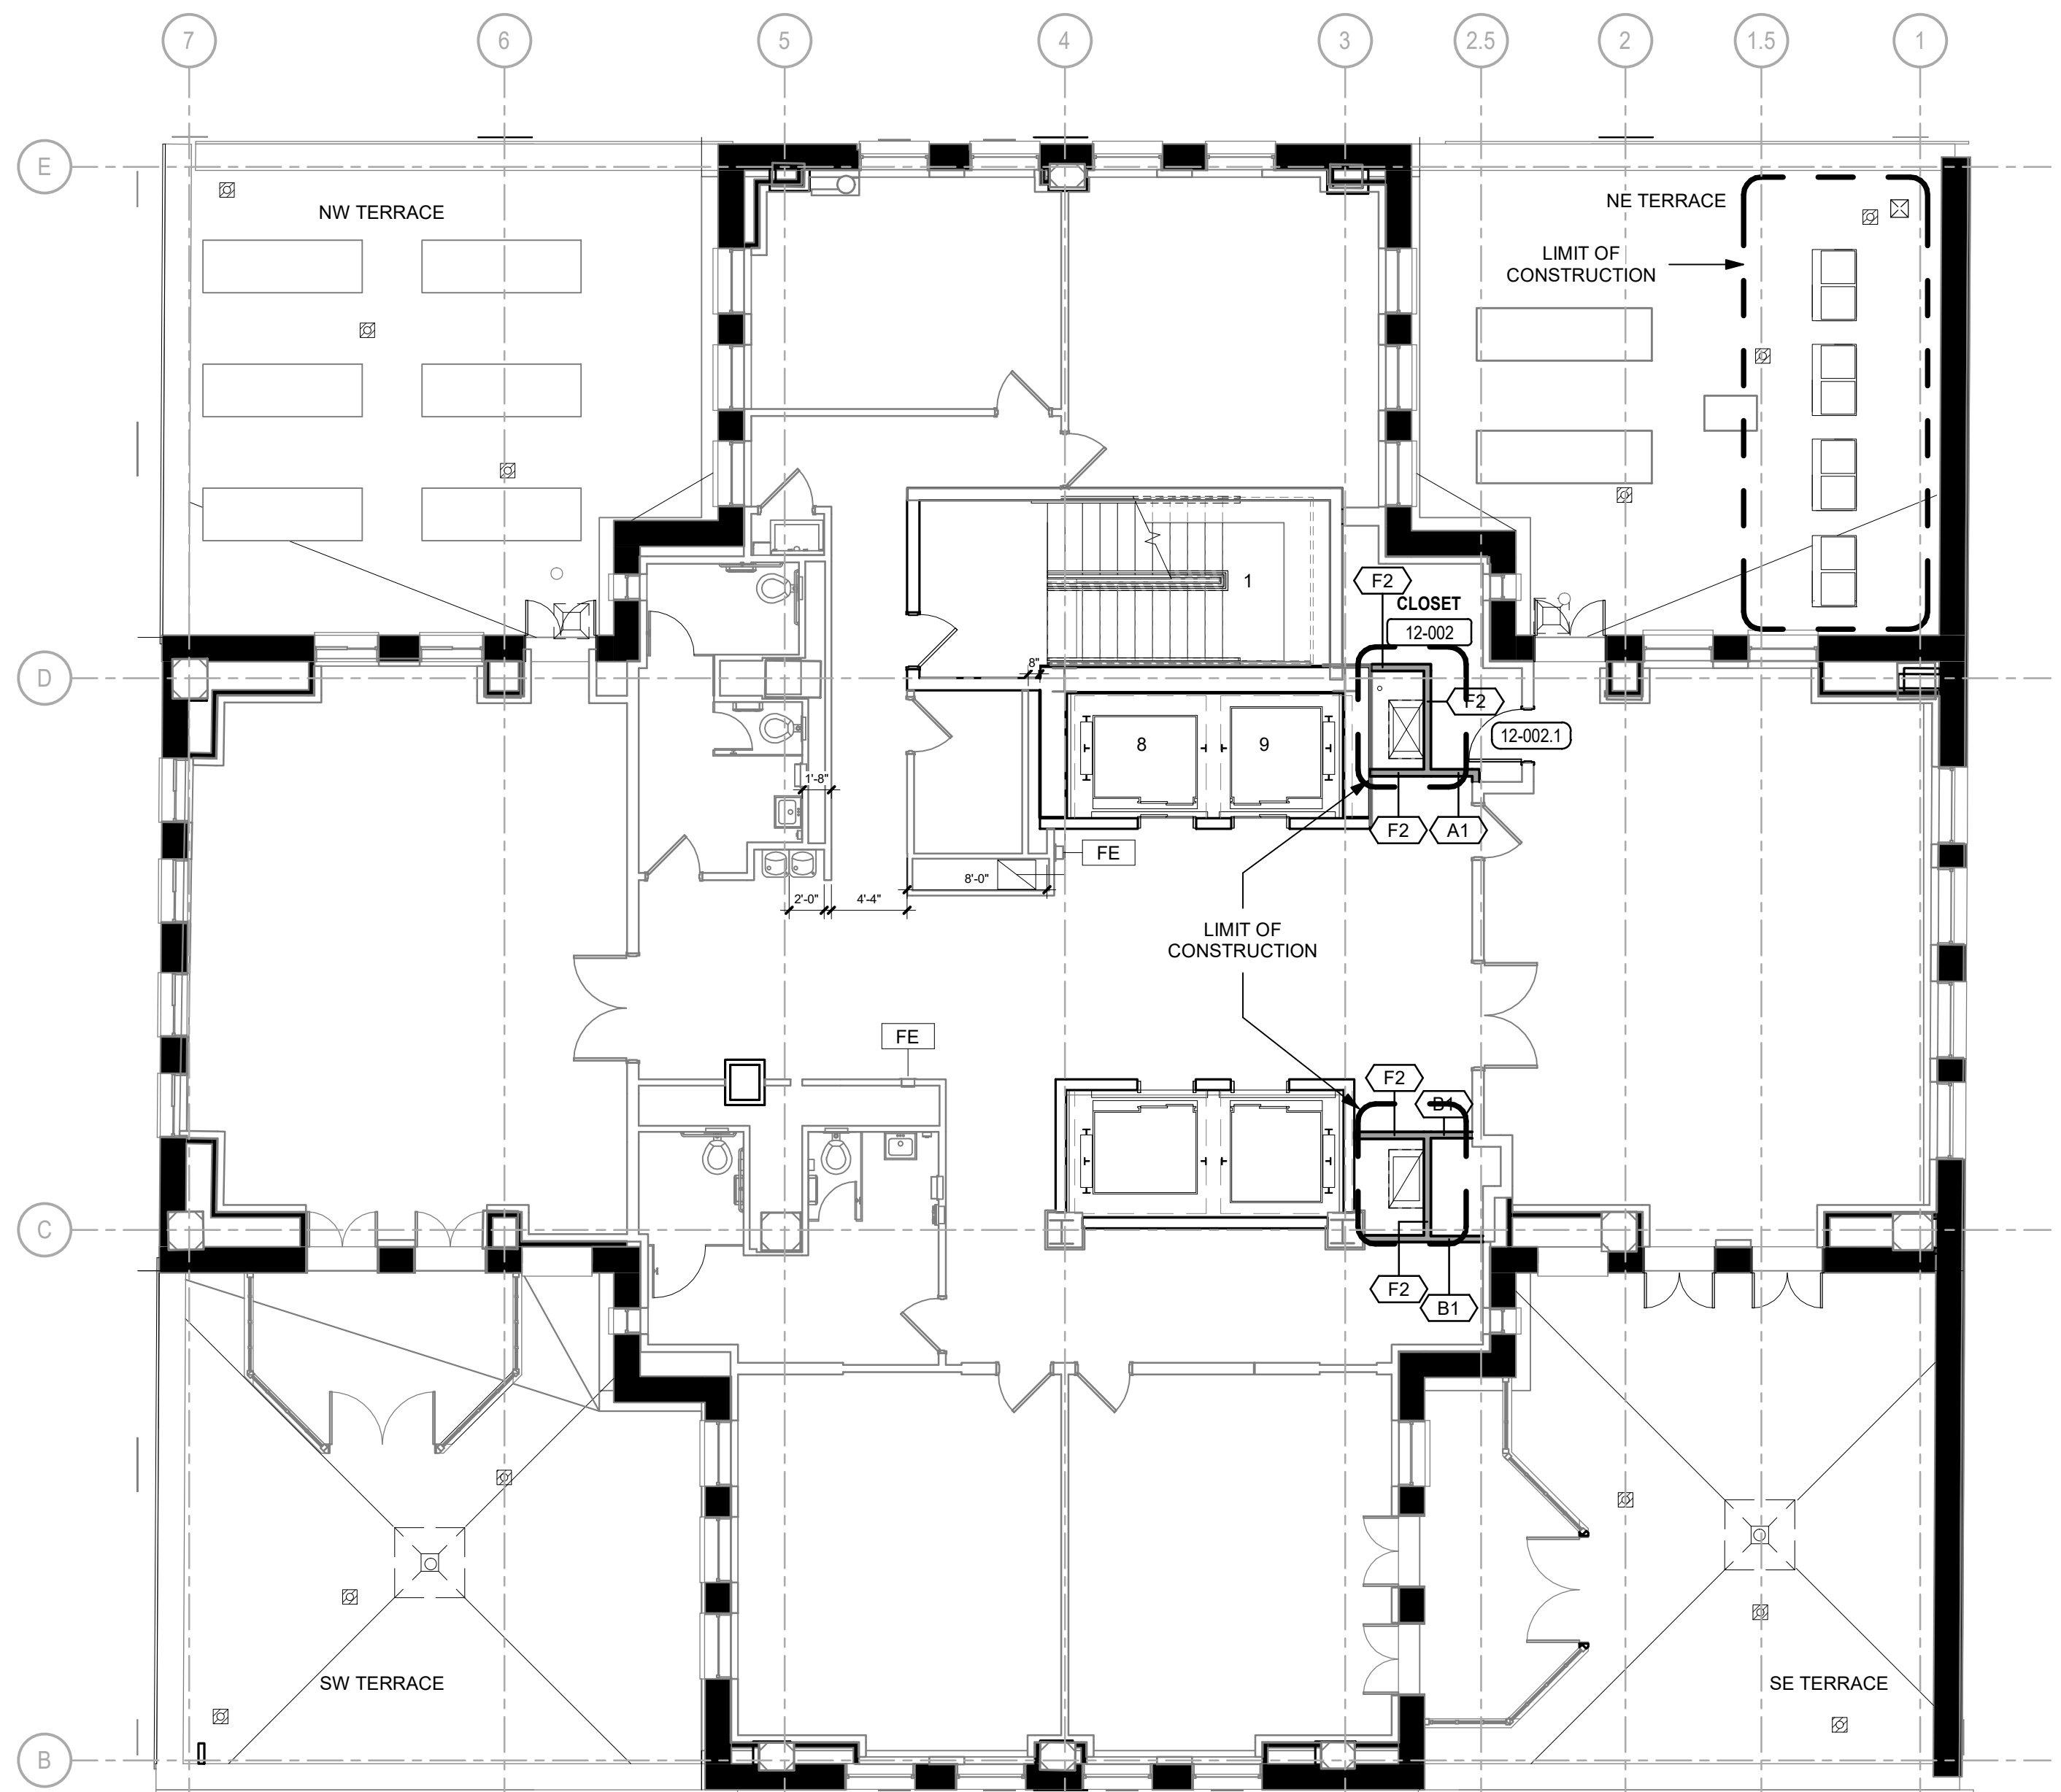 7
6
5
4
3
2.5
2
1.5
1
E
NW TERRACE
NE TERRACE
LIMIT OF
CONSTRUCTION
1
F2
CLOSET
12-002
D
8"
F2
12-002.1
8
9
1'-8"
F2
A1
FE
8'-0"
2'-0"
4'-4"
LIMIT OF
CONSTRUCTION
FE
F2
B1
C
F2
B1
SW TERRACE
SE TERRACE
B